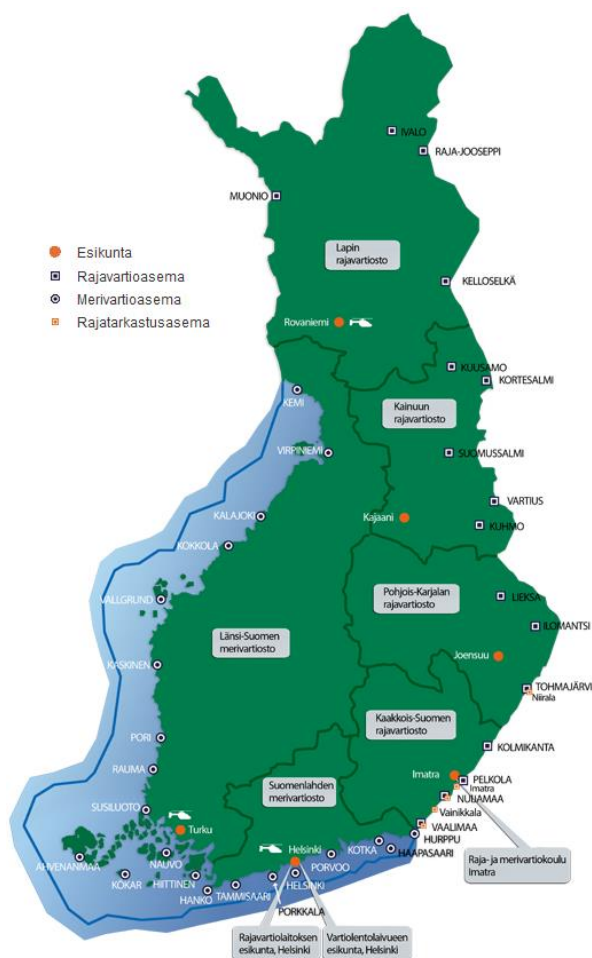 IVALO
RAJA-JOOSEPPI
MUONIO
Esikunta
Rajavartioasema
Merivartioasema
Rajatarkastusasema
Lapin
rajavartiosto
KELLOSELKÄ
Rovaniemi
KUUSAMO
KORTESALMI
KEMI
Kainuun
rajavartiosto
VIRPINIEMI
SUOMUSSALMI
VARTIUS
KALAJOKI
Kajaani
KUHMO
KOKKOLA
Pohjois-Karjalan
rajavartiosto
LIEKSA
VALLGRUND
ILOMANTSI
Länsi-Suomen
merivartiosto
Joensuu
KASKINEN
TOHMAJÄRVI
Niirala
Kaakkois-Suomen
rajavartiosto
PORI
KOLMIKANTA
RAUMA
Imatra
PELKOLA
Imatra
Suomenlahden
merivartiosto
NUIJAMAA
SUSILUOTO
Vainikkala
Turku
VAALIMAA
HURPPU
Helsinki
KOTKA
HAAPASAARI
Raja- ja merivartiokoulu
Imatra
AHVENANMAA
NAUVO
PORVOO
KÖKAR
HIITTINEN
HELSINKI
HANKO
TAMMISAARI
PORKKALA
Rajavartiolaitoksen
esikunta, Helsinki
Vartiolentolaivueen
esikunta, Helsinki